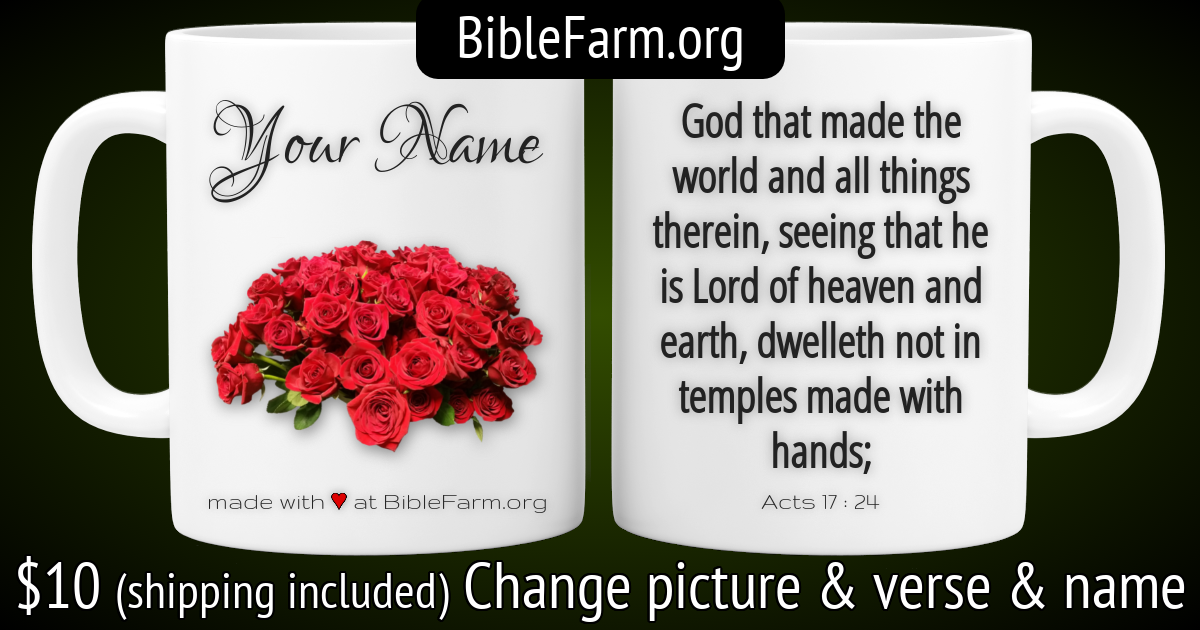 BibleFarm.org
Your Name
made with ♥ at BibleFarm.org
God that made the
world and all things
therein, seeing that he
is Lord of heaven and
earth, dwelleth not in
temples made with
hands;
Acts 17 : 24
$10 (shipping included) Change picture & verse & name